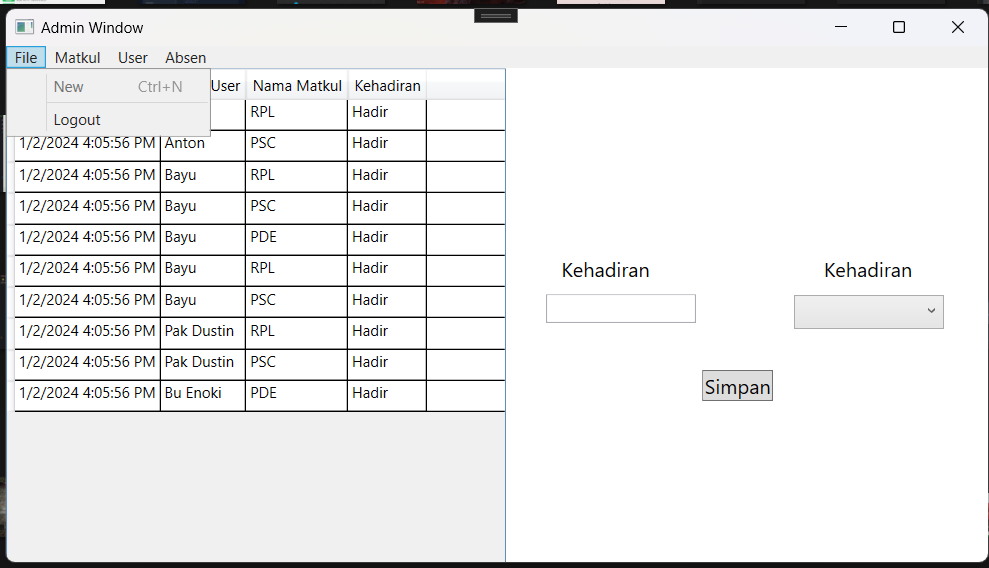 Admin Window
File Matkul User Absen
New Ctrl+N
Logout
User Nama Matkul Kehadiran
RPL Hadir
1/2/2024 4:05:56 PM Anton PSC Hadir
1/2/2024 4:05:56 PM Bayu RPL Hadir
1/2/2024 4:05:56 PM Bayu PSC Hadir
1/2/2024 4:05:56 PM Bayu PDE Hadir
1/2/2024 4:05:56 PM Bayu RPL Hadir
1/2/2024 4:05:56 PM Bayu PSC Hadir
1/2/2024 4:05:56 PM Pak Dustin RPL Hadir
1/2/2024 4:05:56 PM Pak Dustin PSC Hadir
1/2/2024 4:05:56 PM Bu Enoki PDE Hadir
Kehadiran Kehadiran
Simpan